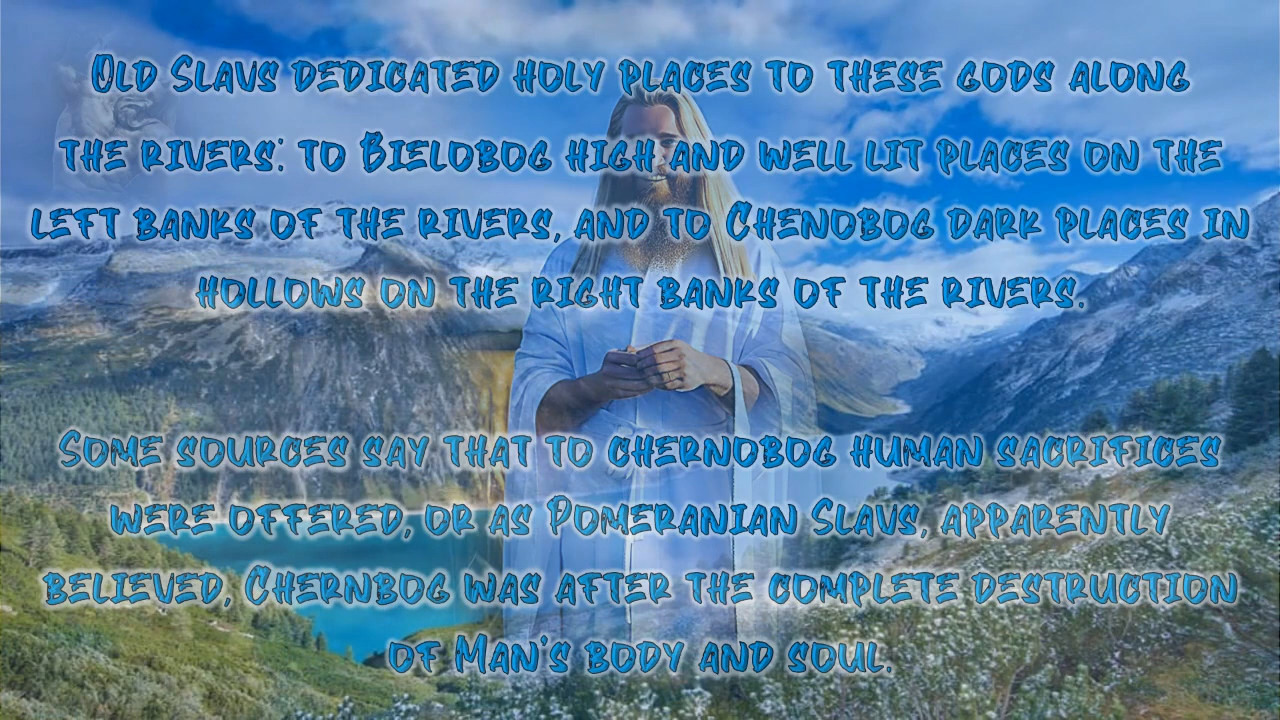 Old Slavs dedicated holy places to these gods along
the rivers: to Bielobog high and well lit places on the
left banks of the rivers, and to Chenobog dark places in
hollows on the right banks of the rivers.
Some sources say that to chernobog human sacrifices
were offered, or as Pomeranian Slavs, apparently
believed, Chernbog was after the complete destruction
of Man's body and soul.